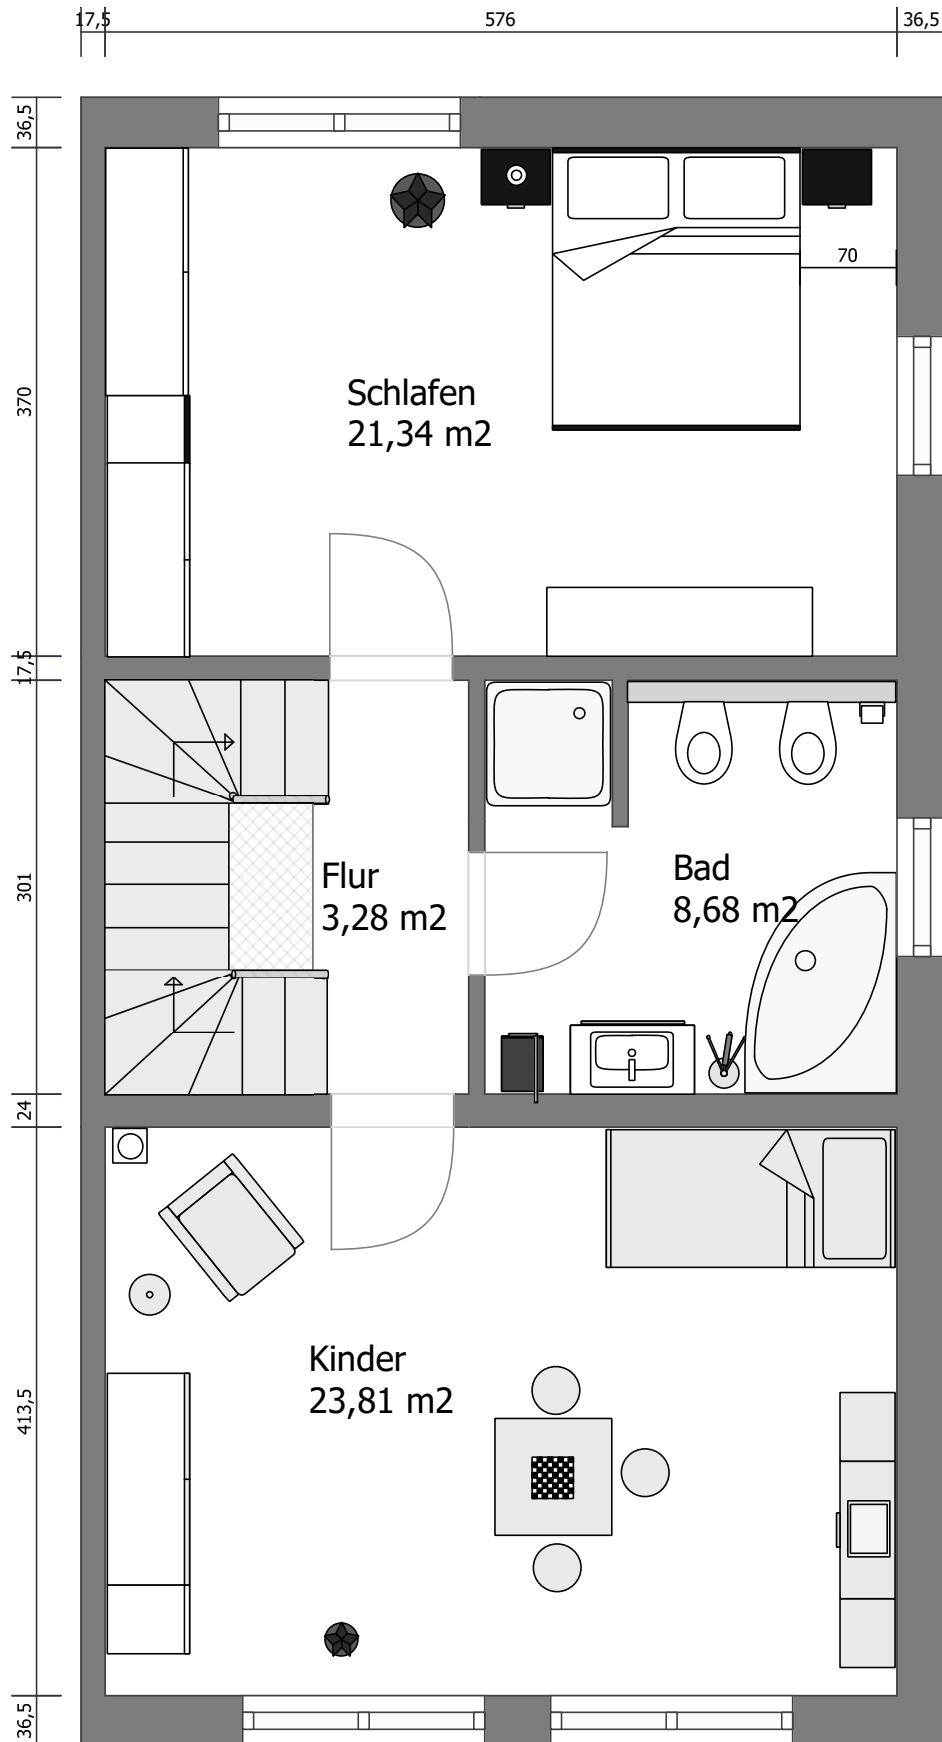 17,5
576
36,5
36,5
370
17,5
301
24
413,5
36,5
70
Schlafen
21,34 m2
Flur
3,28 m2
Bad
8,68 m2
Kinder
23,81 m2